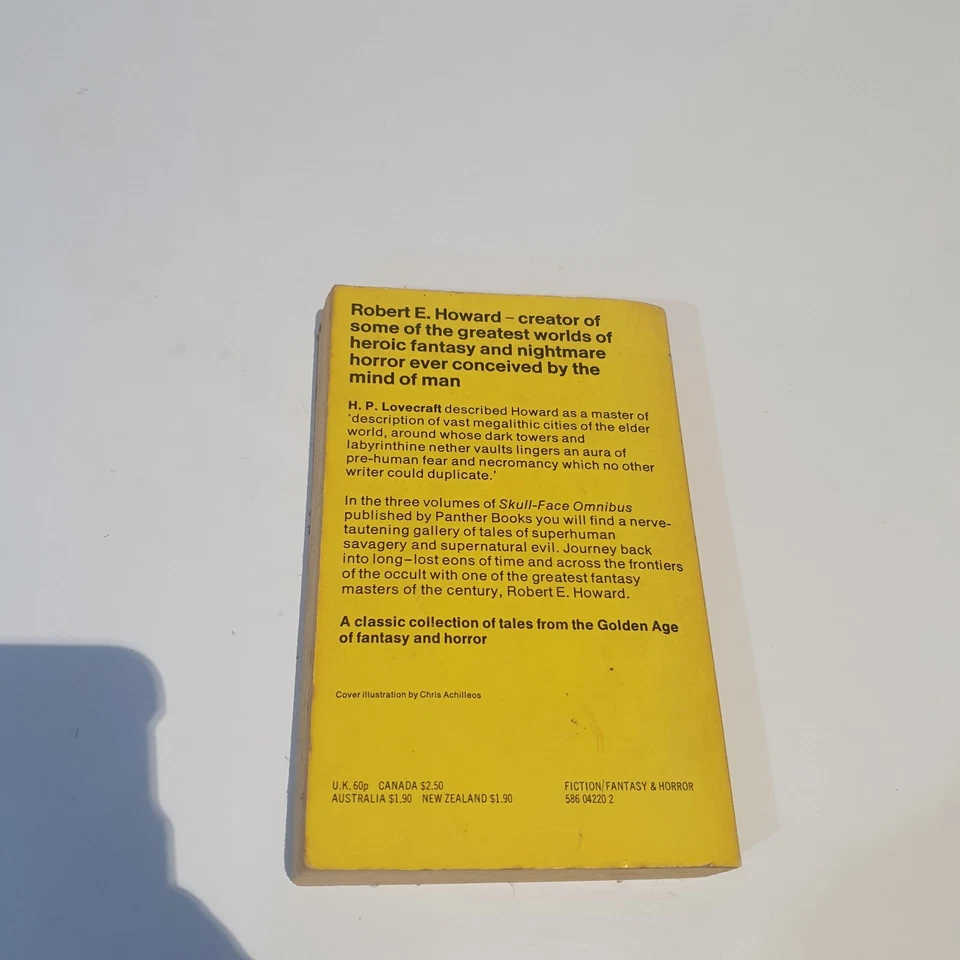 Robert E. Howard – creator of
some of the greatest worlds of
heroic fantasy and nightmare
horror ever conceived by the
mind of man
H. P. Lovecraft described Howard as a master of
'description of vast megalithic cities of the elder
world, around whose dark towers and
labyrinthine nether vaults lingers an aura of
pre-human fear and necromancy which no other
writer could duplicate.'
In the three volumes of Skull-Face Omnibus
published by Panther Books you will find a nerve-
tautening gallery of tales of superhuman
savagery and supernatural evil. Journey back
into long–lost eons of time and across the frontiers
of the occult with one of the greatest fantasy
masters of the century, Robert E. Howard.
A classic collection of tales from the Golden Age
of fantasy and horror
Cover illustration by Chris Achilleos
U.K. 60p CANADA $2.50
AUSTRALIA $1.90 NEW ZEALAND $1.90
FICTION/FANTASY & HORROR
586 04220 2